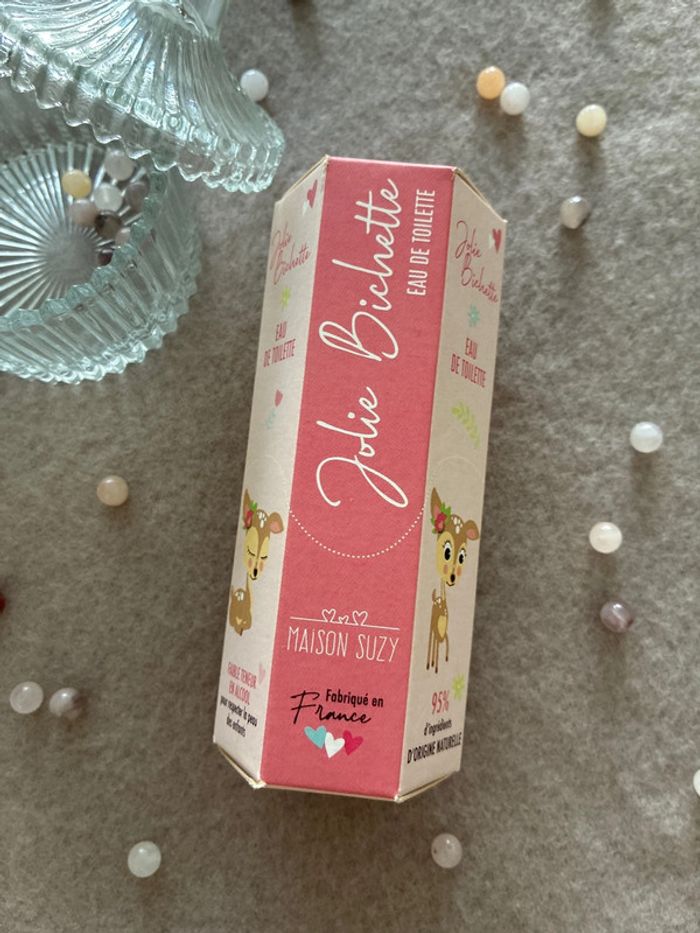 Jolie
Bichette
EAU
DE TOILETTE
FAIBLE TENEUR
EN ALCOOL
pour respecter la peau
des enfants
Jolie Bichette
EAU DE TOILETTE
MAISON SUZY
Fabriqué en
France
Jolie
Bichette
EAU
DE TOILETTE
95%
d'ingrédients
D'ORIGINE NATURELLE